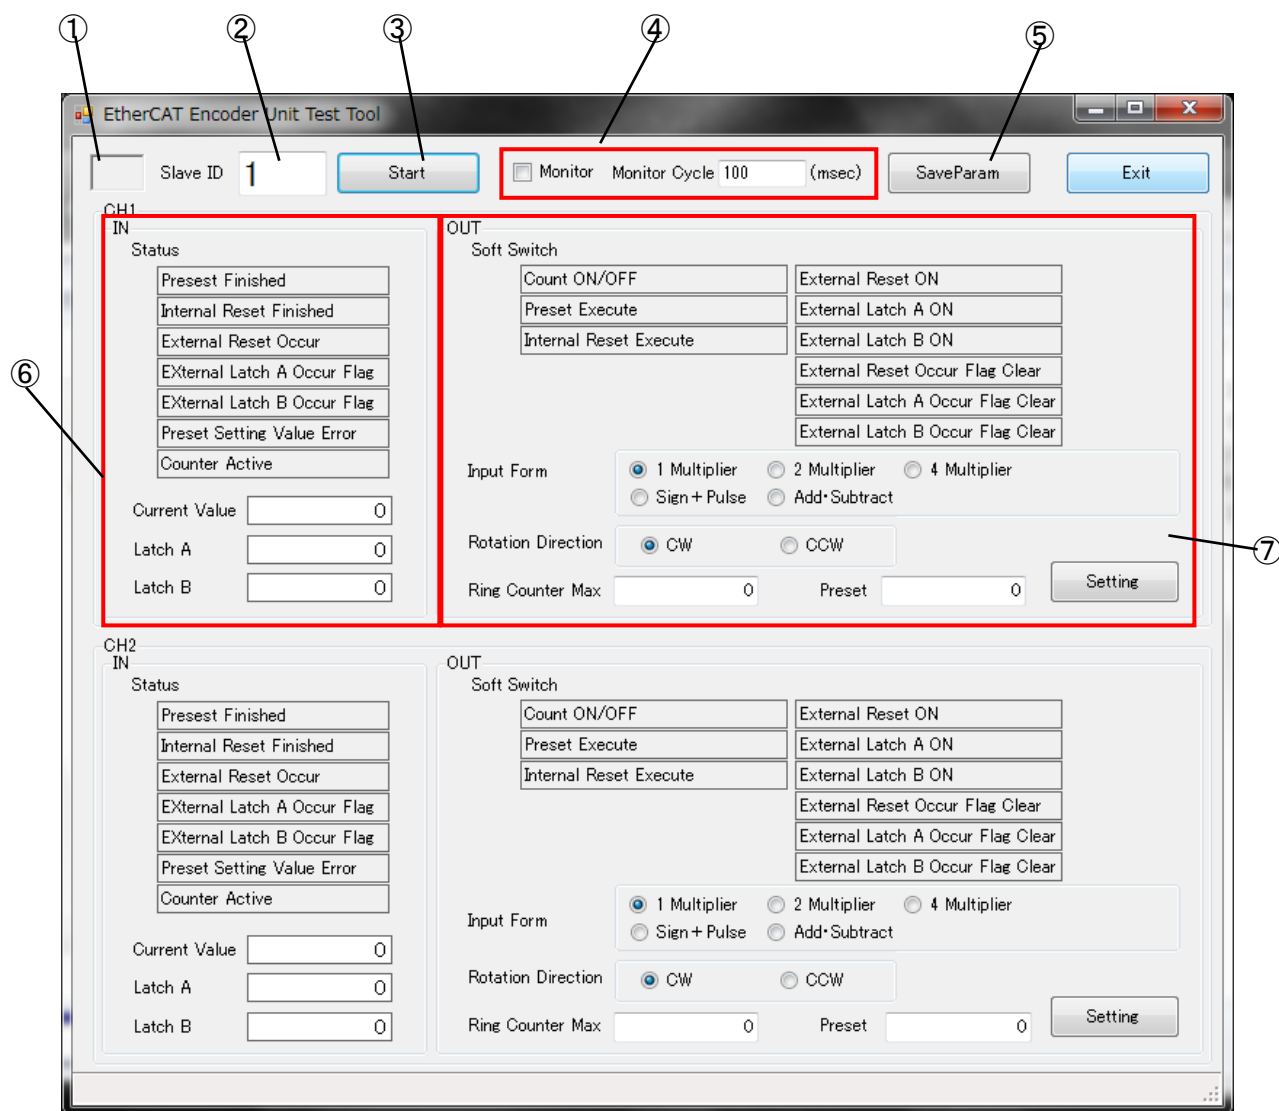 ① ② ③ ④ ⑤
EtherCAT Encoder Unit Test Tool
Slave ID 1 Start Monitor Monitor Cycle 100 (msec) SaveParam Exit
CH1
IN
Status
Presest Finished
Internal Reset Finished
External Reset Occur
EXternal Latch A Occur Flag
EXternal Latch B Occur Flag
Preset Setting Value Error
Counter Active
Current Value 0
Latch A 0
Latch B 0
⑥
OUT
Soft Switch
Count ON/OFF External Reset ON
Preset Execute External Latch A ON
Internal Reset Execute External Latch B ON
External Reset Occur Flag Clear
External Latch A Occur Flag Clear
External Latch B Occur Flag Clear
Input Form 1 Multiplier 2 Multiplier 4 Multiplier
Sign+Pulse Add・Subtract
Rotation Direction CW CCW
Ring Counter Max 0 Preset 0 Setting
⑦
CH2
IN
Status
Presest Finished
Internal Reset Finished
External Reset Occur
EXternal Latch A Occur Flag
EXternal Latch B Occur Flag
Preset Setting Value Error
Counter Active
Current Value 0
Latch A 0
Latch B 0
OUT
Soft Switch
Count ON/OFF External Reset ON
Preset Execute External Latch A ON
Internal Reset Execute External Latch B ON
External Reset Occur Flag Clear
External Latch A Occur Flag Clear
External Latch B Occur Flag Clear
Input Form 1 Multiplier 2 Multiplier 4 Multiplier
Sign+Pulse Add・Subtract
Rotation Direction CW CCW
Ring Counter Max 0 Preset 0 Setting